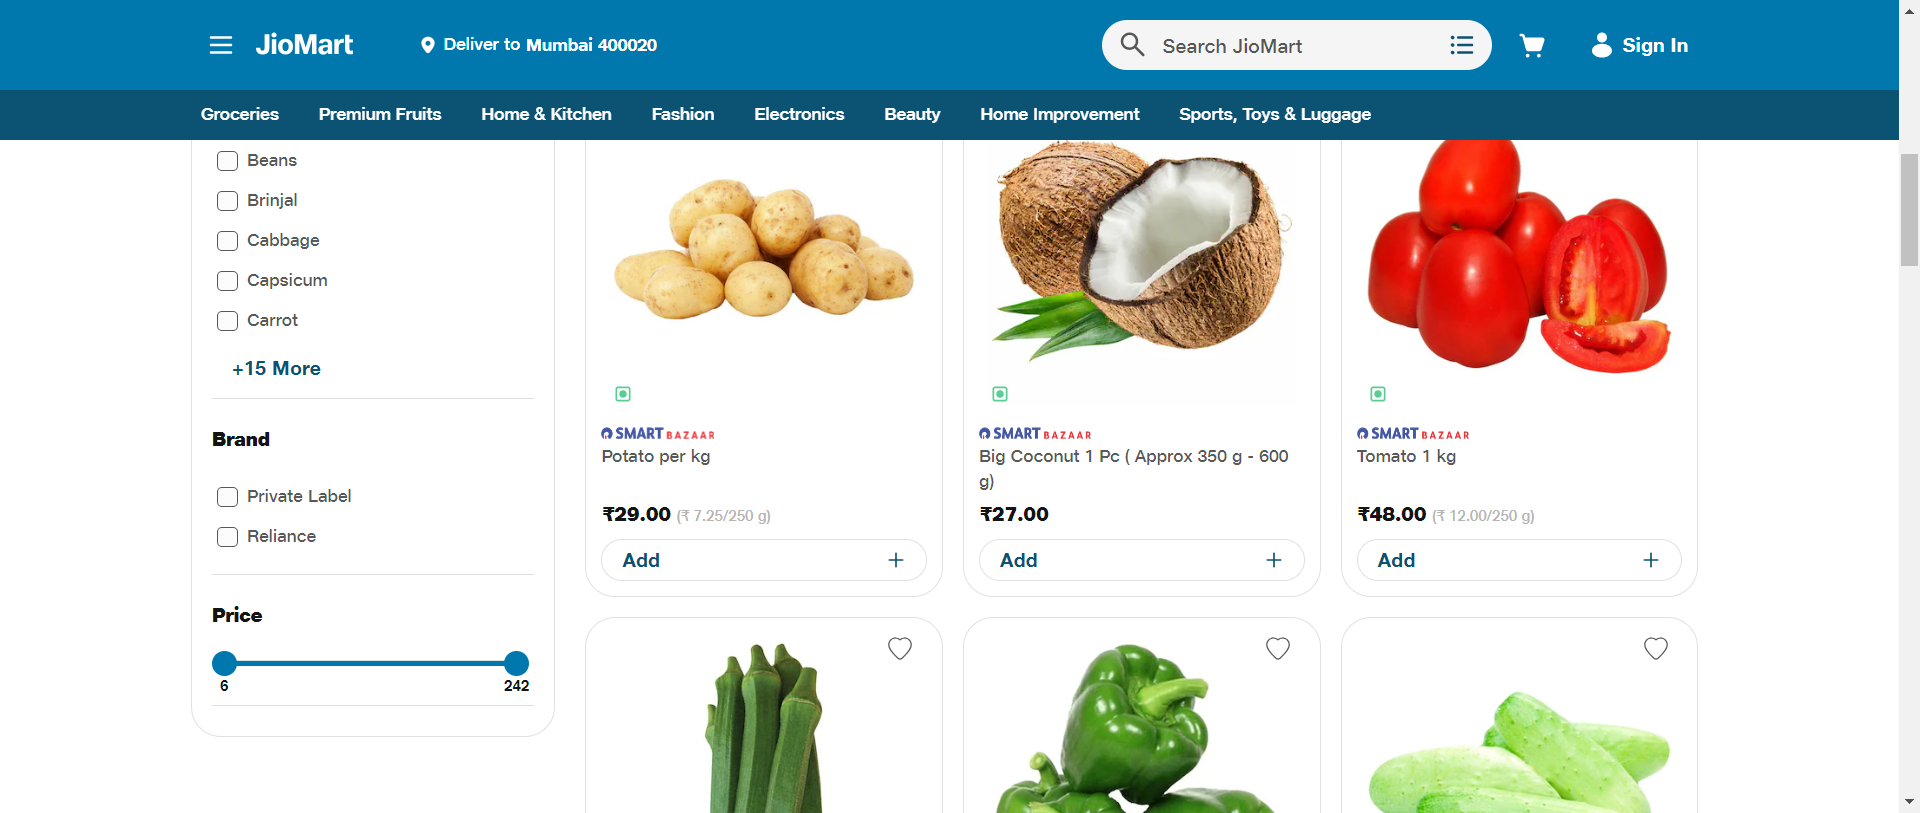 JioMart
Deliver to Mumbai 400020
Search JioMart
Sign In
Groceries
Premium Fruits
Home & Kitchen
Fashion
Electronics
Beauty
Home Improvement
Sports, Toys & Luggage
Beans
Brinjal
Cabbage
Capsicum
Carrot
+15 More
Brand
Private Label
Reliance
Price
6
242
SMART BAZAAR
Potato per kg
₹29.00 (₹ 7.25/250 g)
Add
SMART BAZAAR
Big Coconut 1 Pc ( Approx 350 g - 600
g)
₹27.00
Add
SMART BAZAAR
Tomato 1 kg
₹48.00 (₹ 12.00/250 g)
Add